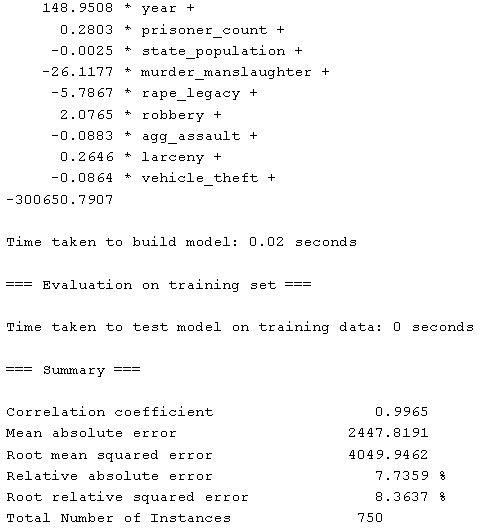 148.9508 * year +
0.2803 * prisoner_count +
-0.0025 * state_population +
-26.1177 * murder_manslaughter +
-5.7867 * rape_legacy +
2.0765 * robbery +
-0.0883 * agg_assault +
0.2646 * larceny +
-0.0864 * vehicle_theft +
-300650.7907
Time taken to build model: 0.02 seconds
=== Evaluation on training set ===
Time taken to test model on training data: 0 seconds
=== Summary ===
Correlation coefficient 0.9965
Mean absolute error 2447.8191
Root mean squared error 4049.9462
Relative absolute error 7.7359 %
Root relative squared error 8.3637 %
Total Number of Instances 750